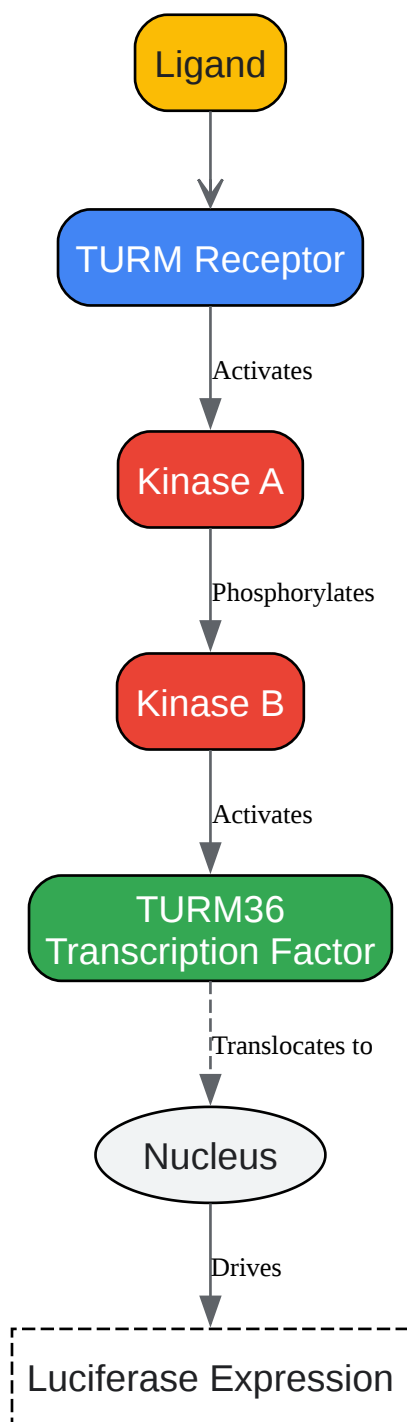 Ligand
TURM Receptor
Activates
Kinase A
Phosphorylates
Kinase B
Activates
TURM36
Transcription Factor
Translocates to
Nucleus
Drives
Luciferase Expression